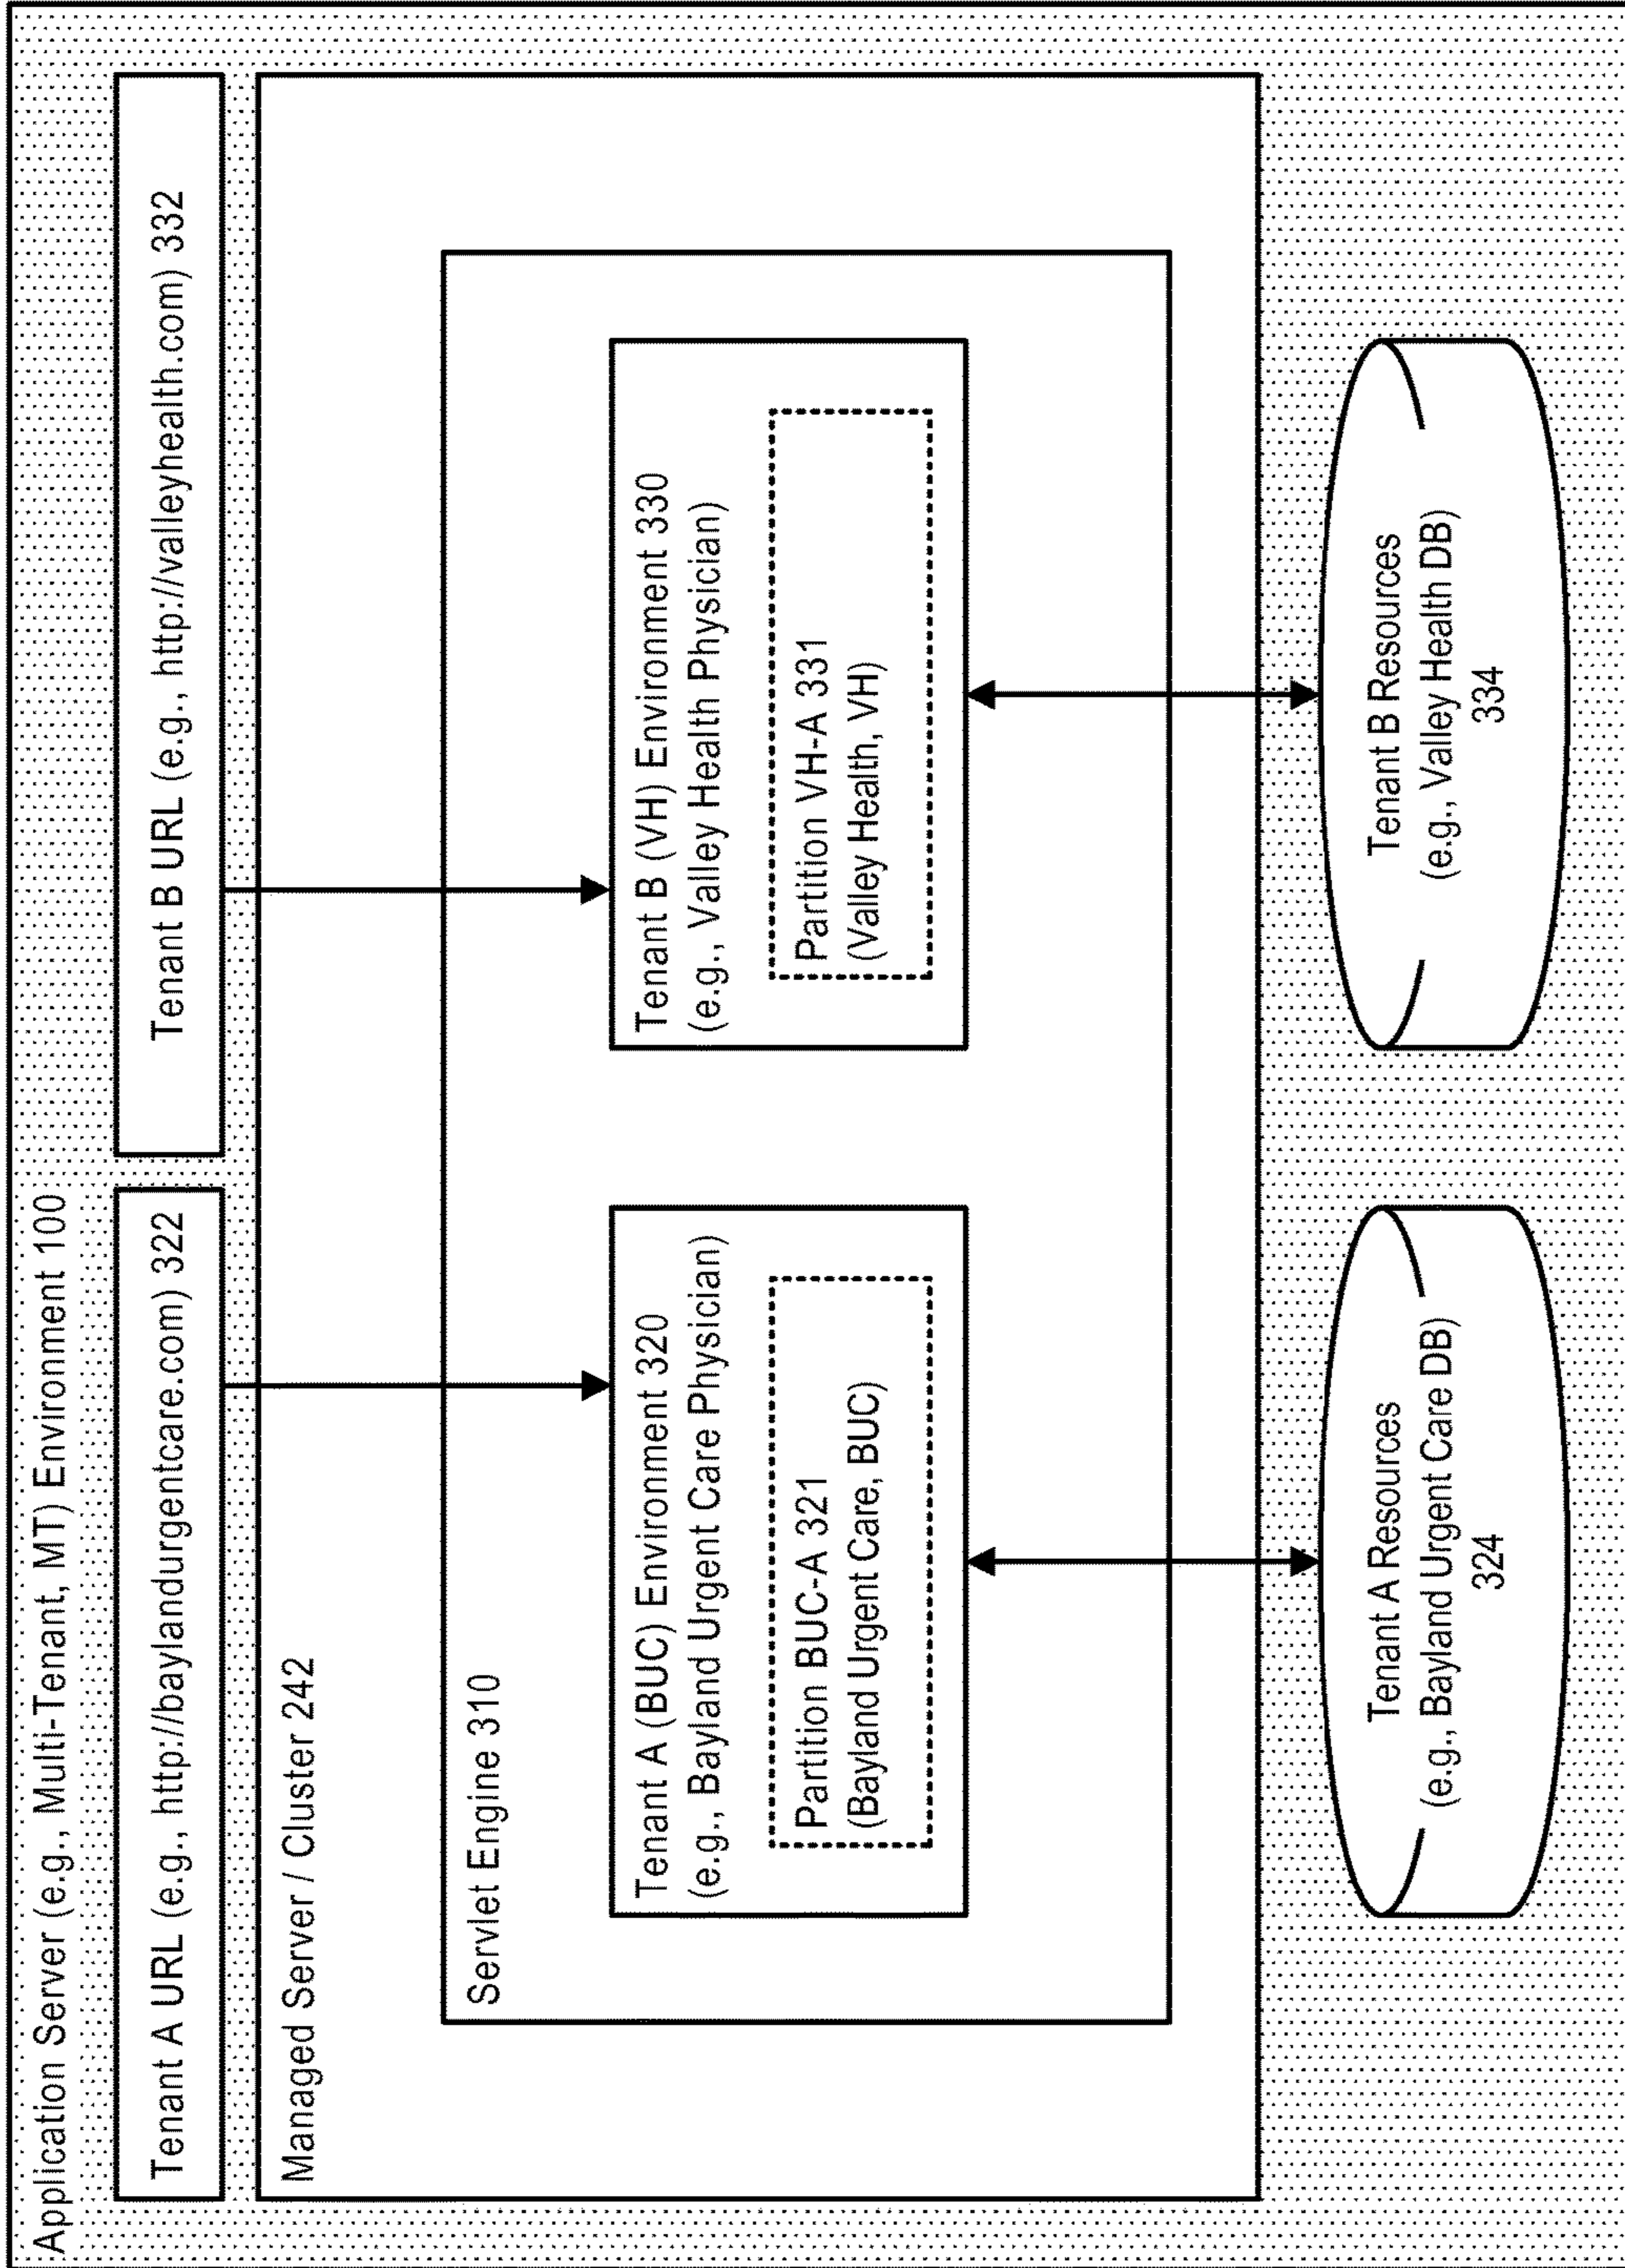 Application Server (e.g., Multi-Tenant, MT) Environment 100
Tenant A URL (e.g., http://baylandurgentcare.com) 322
Tenant B URL (e.g., http://valleyhealth.com) 332
Managed Server / Cluster 242
Servlet Engine 310
Tenant A (BUC) Environment 320
(e.g., Bayland Urgent Care Physician)
Partition BUC-A 321
(Bayland Urgent Care, BUC)
Tenant B (VH) Environment 330
(e.g., Valley Health Physician)
Partition VH-A 331
(Valley Health, VH)
Tenant A Resources
(e.g., Bayland Urgent Care DB)
324
Tenant B Resources
(e.g., Valley Health DB)
334